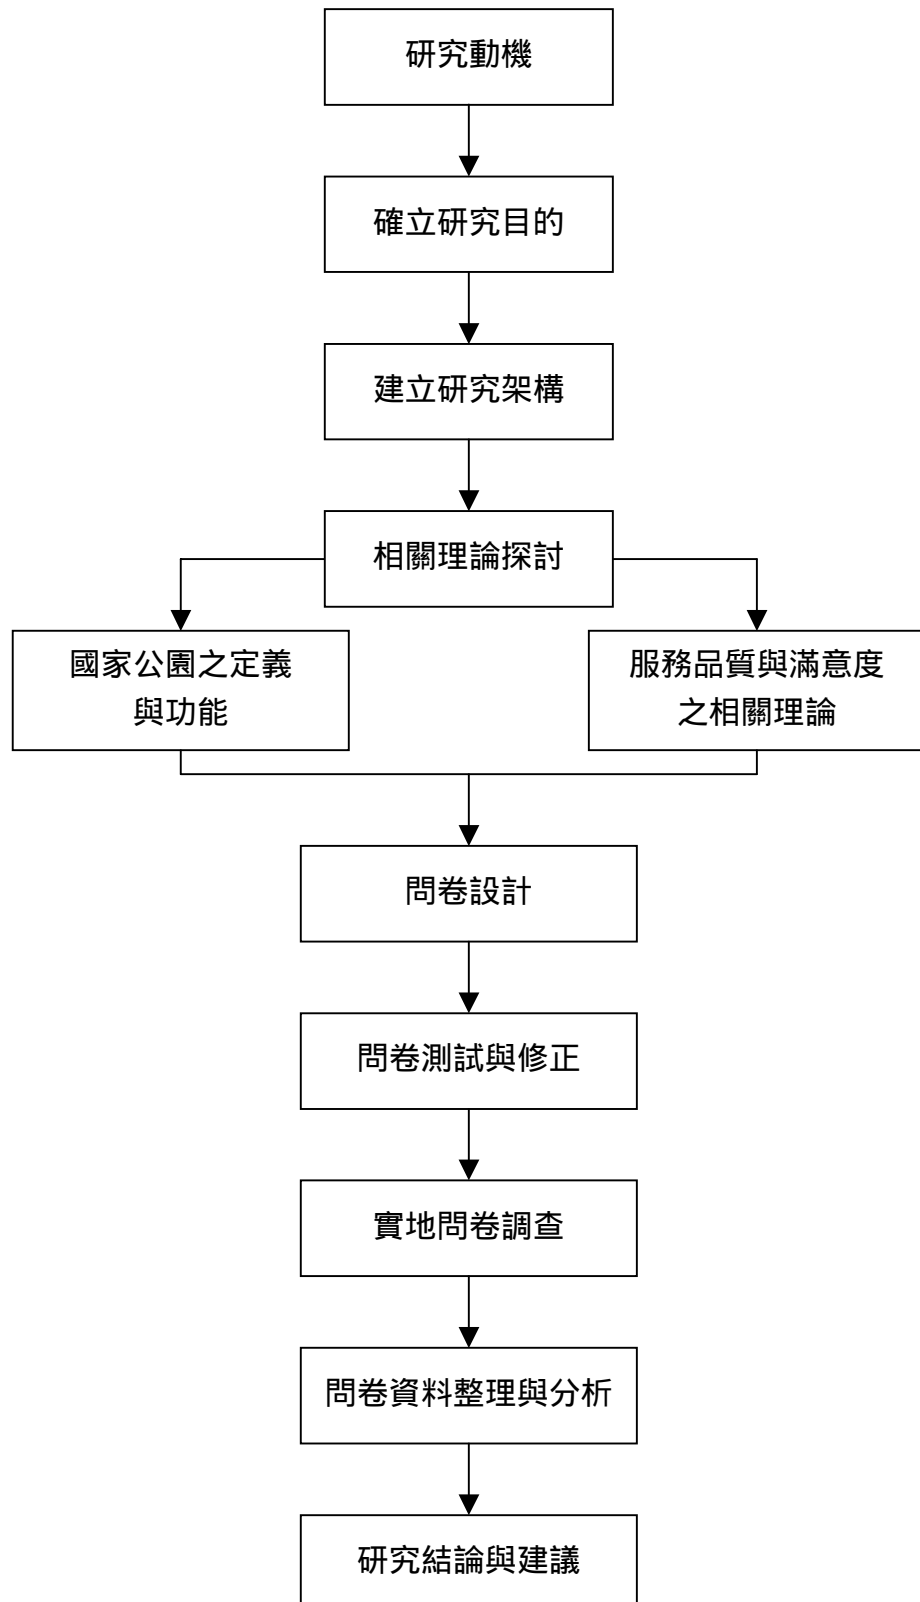 研究動機
確立研究目的
建立研究架構
相關理論探討
國家公園之定義
與功能
服務品質與滿意度
之相關理論
問卷設計
問卷測試與修正
實地問卷調查
問卷資料整理與分析
研究結論與建議